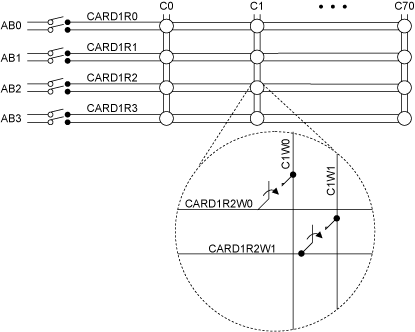 C0 C1 • • • C70
AB0 CARD1R0
AB1 CARD1R1
AB2 CARD1R2
AB3 CARD1R3
C1W0
C1W1
CARD1R2W0
CARD1R2W1